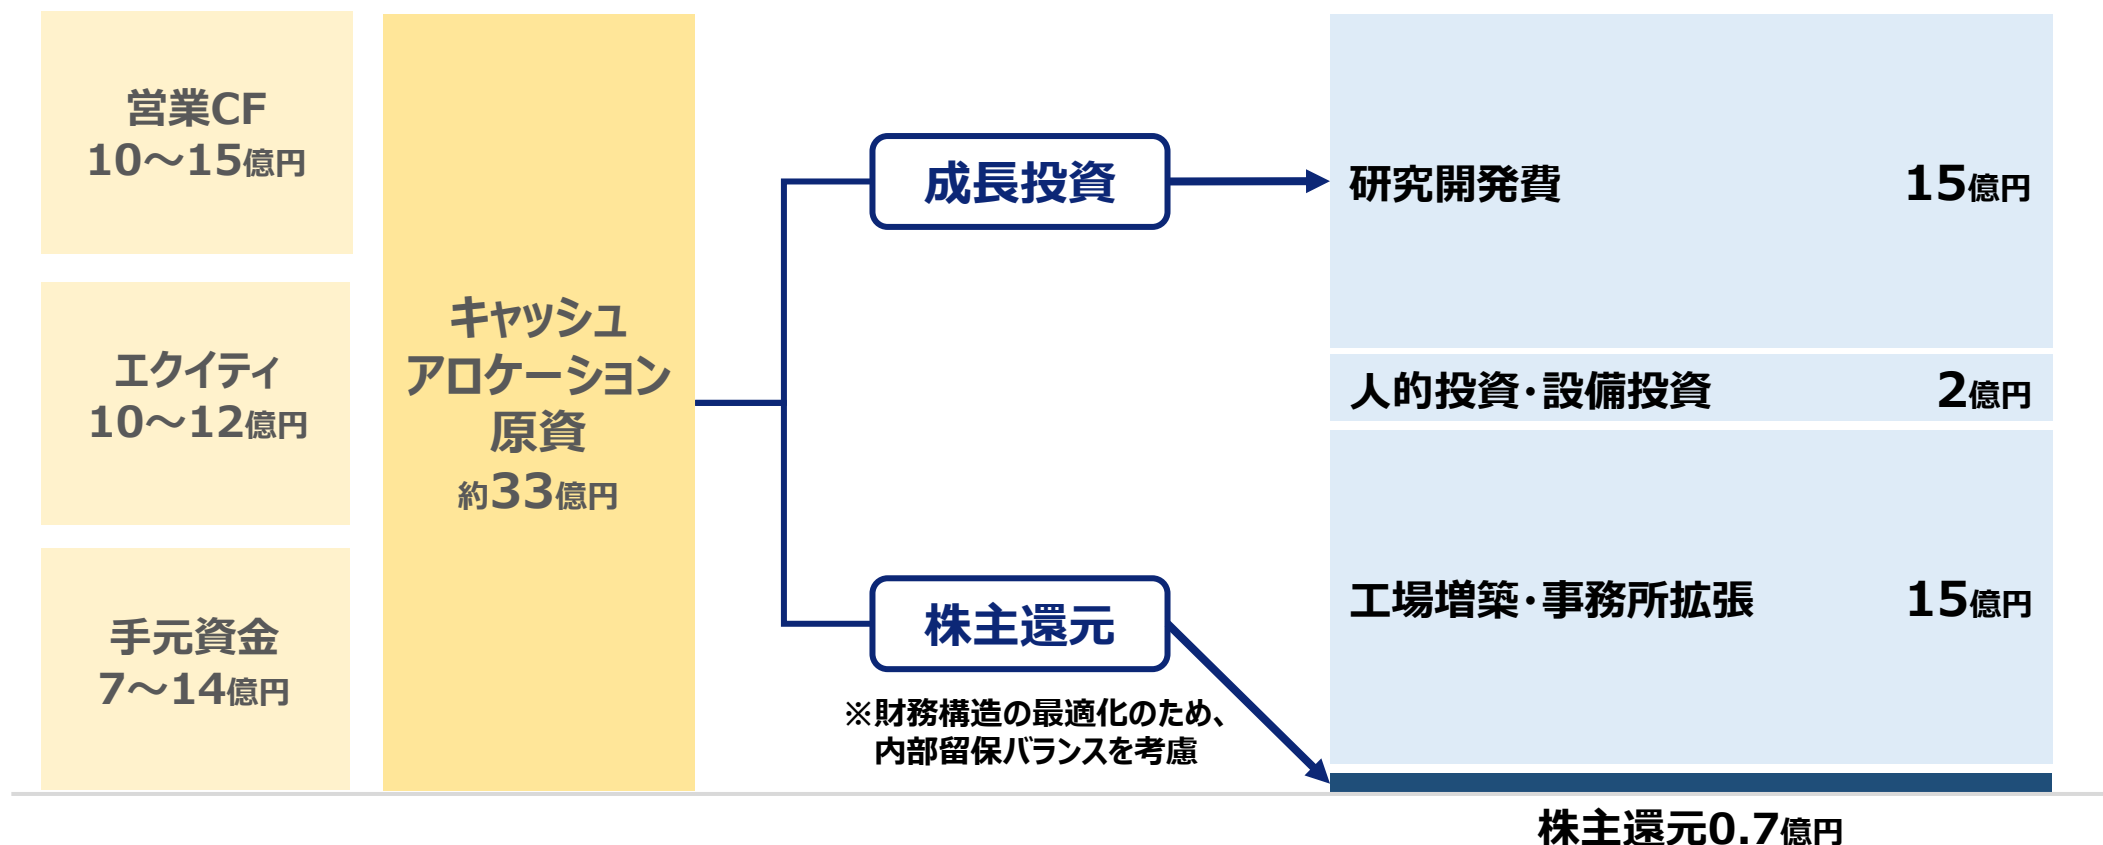 営業CF
10～15億円
エクイティ
10～12億円
手元資金
7～14億円
キャッシュ
アロケーション
原資
約33億円
成長投資
株主還元
※財務構造の最適化のため、
内部留保バランスを考慮
研究開発費 15億円
人的投資・設備投資 2億円
工場増築・事務所拡張 15億円
株主還元0.7億円